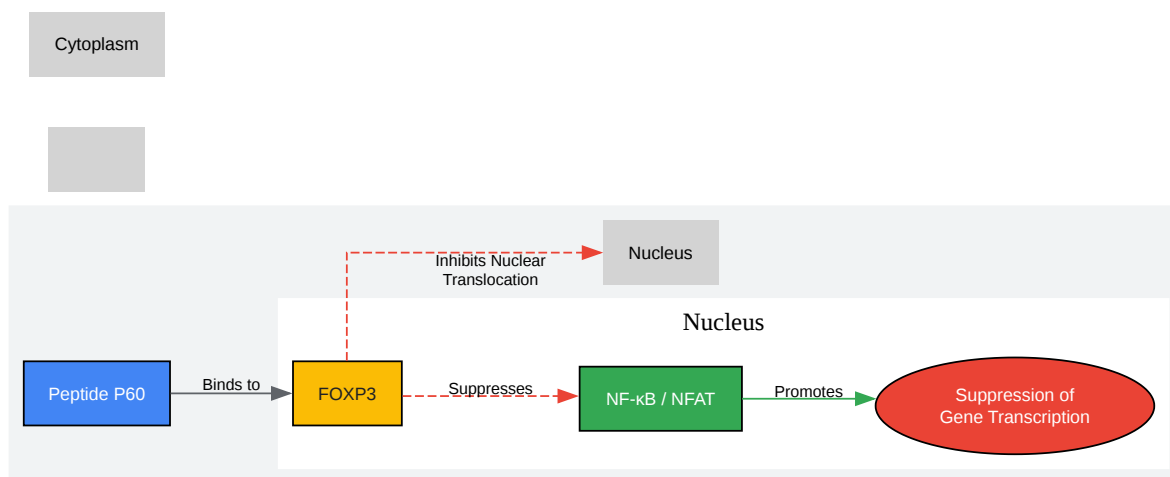 Cytoplasm
Nucleus
Inhibits Nuclear
Translocation
Nucleus
Peptide P60
Binds to
FOXP3
Suppresses
NF-κB / NFAT
Promotes
Suppression of
Gene Transcription